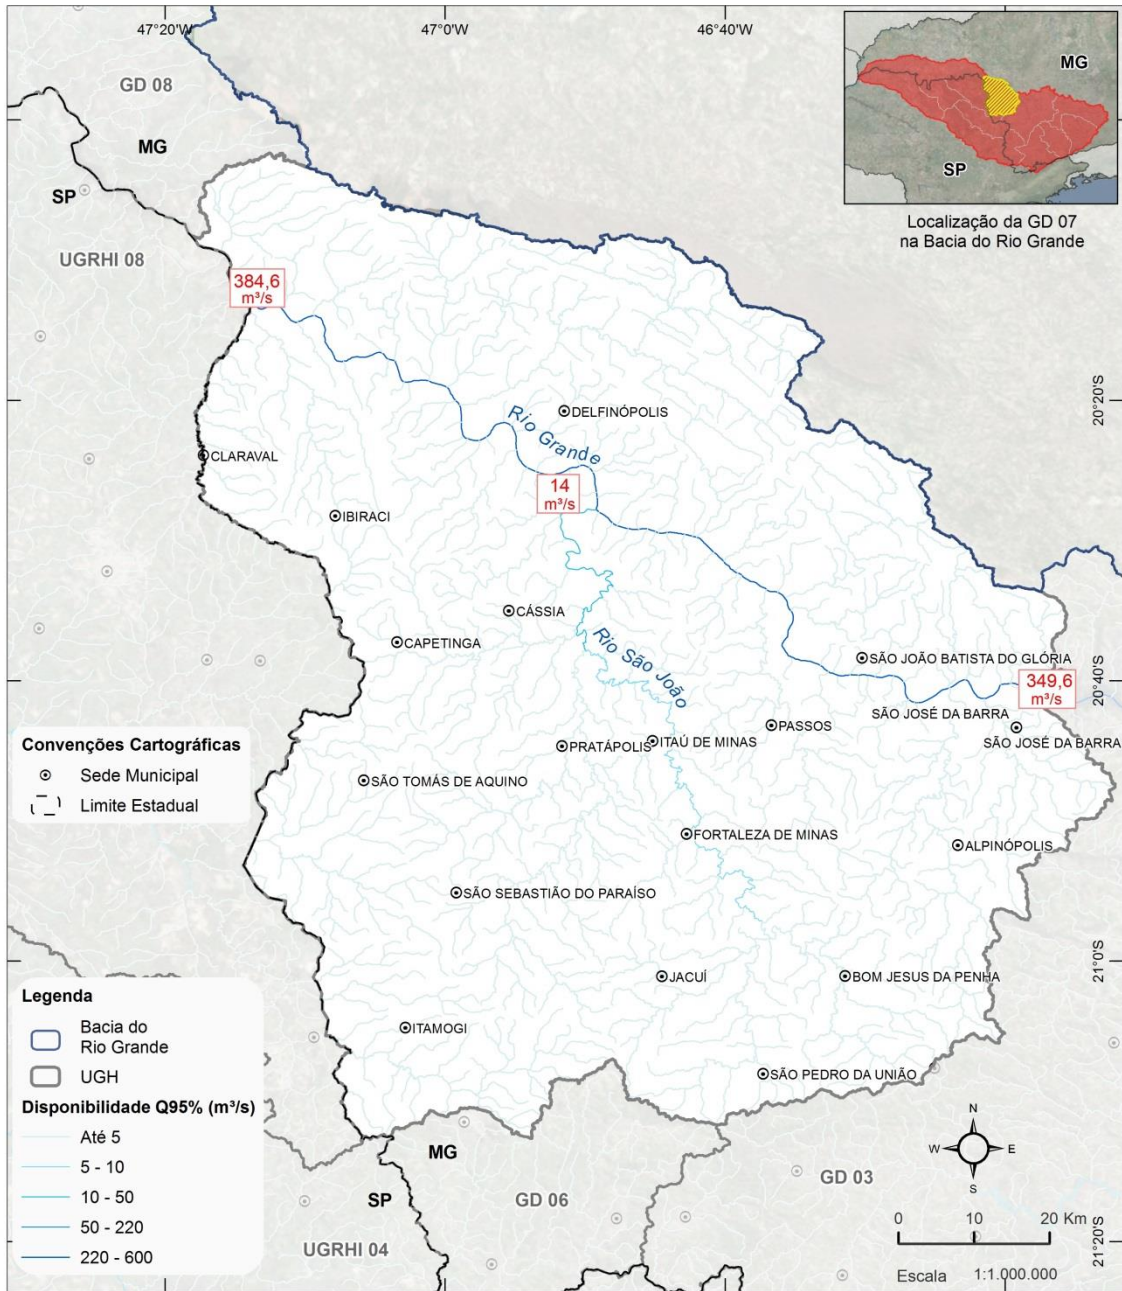 47°20'W
47°0'W
46°40'W
GD 08
MG
SP
UGRHI 08
MG
SP
Localização da GD 07
na Bacia do Rio Grande
384,6
m³/s
20°20'S
DELFINÓPOLIS
Rio Grande
CLARAVAL
14
m³/s
IBIRACI
CÁSSIA
CAPETINGA
Rio São João
SÃO JOÃO BATISTA DO GLÓRIA
20°40'S
349,6
m³/s
SÃO JOSÉ DA BARRA
PASSOS
SÃO JOSÉ DA BARRA
PRATÁPOLIS
ITAÚ DE MINAS
Convenções Cartográficas
Sede Municipal
Limite Estadual
SÃO TOMÁS DE AQUINO
FORTALEZA DE MINAS
ALPINÓPOLIS
SÃO SEBASTIÃO DO PARAÍSO
21°0'S
JACUÍ
BOM JESUS DA PENHA
ITAMOGI
SÃO PEDRO DA UNIÃO
Legenda
Bacia do
Rio Grande
UGH
Disponibilidade Q95% (m³/s)
Até 5
5 - 10
10 - 50
50 - 220
220 - 600
MG
SP
GD 06
GD 03
UGRHI 04
N
W
E
S
0 10 20 Km
21°20'S
Escala 1:1.000.000